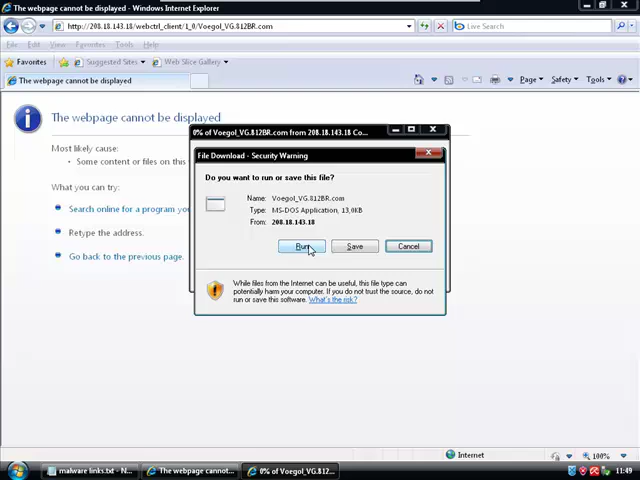 The webpage cannot be displayed - Windows Internet Explorer
http://208.18.143.18/webctrl_client/1_0/Voegol_VG.812BR.com
Live Search
File Edit View Favorites Tools Help
Favorites Suggested Sites Web Slice Gallery
The webpage cannot be displayed
Page Safety Tools
The webpage cannot be displayed
Most likely cause:
• Some content or files on this
What you can try:
Search online for a program you
Retype the address.
Go back to the previous page.
0% of Voegol_VG.812BR.com from 208.18.143.18 Co...
File Download - Security Warning
Do you want to run or save this file?
Name: Voegol_VG.812BR.com
Type: MS-DOS Application, 13,0KB
From: 208.18.143.18
Run Save Cancel
While files from the Internet can be useful, this file type can
potentially harm your computer. If you do not trust the source, do not
run or save this software. What's the risk?
Internet 100%
malware links.txt - N... The webpage cannot... 0% of Voegol_VG.812... 11:49